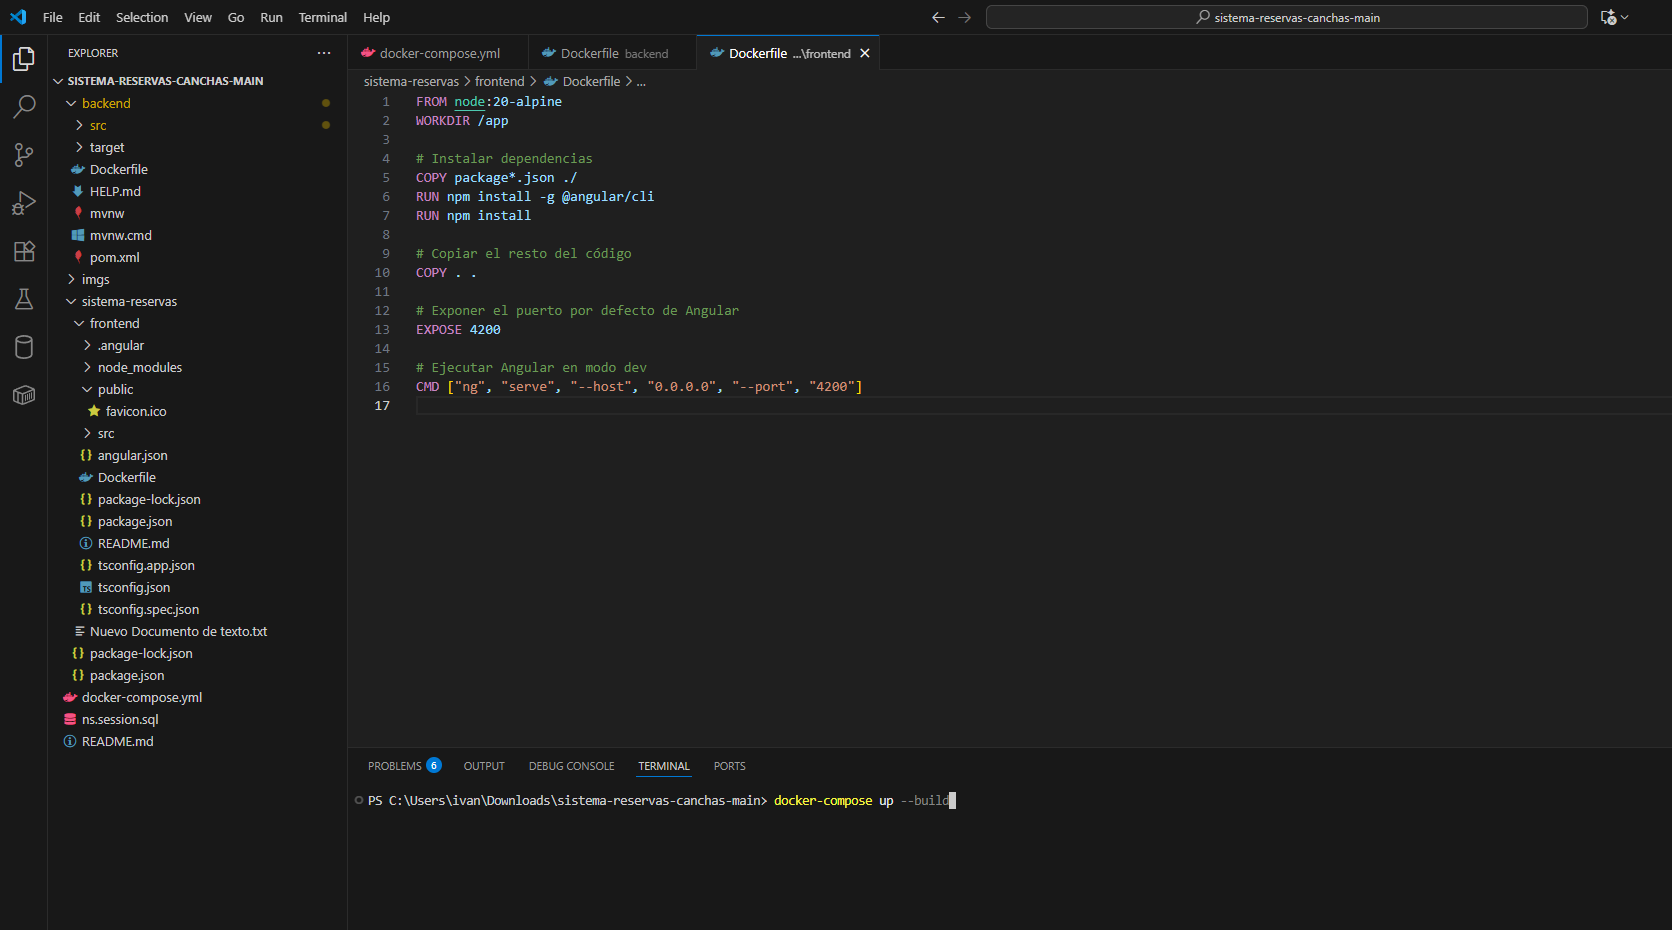 File Edit Selection View Go Run Terminal Help
sistema-reservas-canchas-main
EXPLORER
SISTEMA-RESERVAS-CANCHAS-MAIN
backend
src
target
Dockerfile
HELP.md
mvnw
mvnw.cmd
pom.xml
imgs
sistema-reservas
frontend
.angular
node_modules
public
favicon.ico
src
angular.json
Dockerfile
package-lock.json
package.json
README.md
tsconfig.app.json
TS tsconfig.json
tsconfig.spec.json
Nuevo Documento de texto.txt
package-lock.json
package.json
docker-compose.yml
ns.session.sql
README.md
docker-compose.yml
Dockerfile backend
Dockerfile ...\frontend
sistema-reservas > frontend > Dockerfile > ...
1 FROM node:20-alpine
2 WORKDIR /app
3
4 # Instalar dependencias
5 COPY package*.json ./
6 RUN npm install -g @angular/cli
7 RUN npm install
8
9 # Copiar el resto del código
10 COPY . .
11
12 # Exponer el puerto por defecto de Angular
13 EXPOSE 4200
14
15 # Ejecutar Angular en modo dev
16 CMD ["ng", "serve", "--host", "0.0.0.0", "--port", "4200"]
17
PROBLEMS 6 OUTPUT DEBUG CONSOLE TERMINAL PORTS
PS C:\Users\ivan\Downloads\sistema-reservas-canchas-main> docker-compose up --build